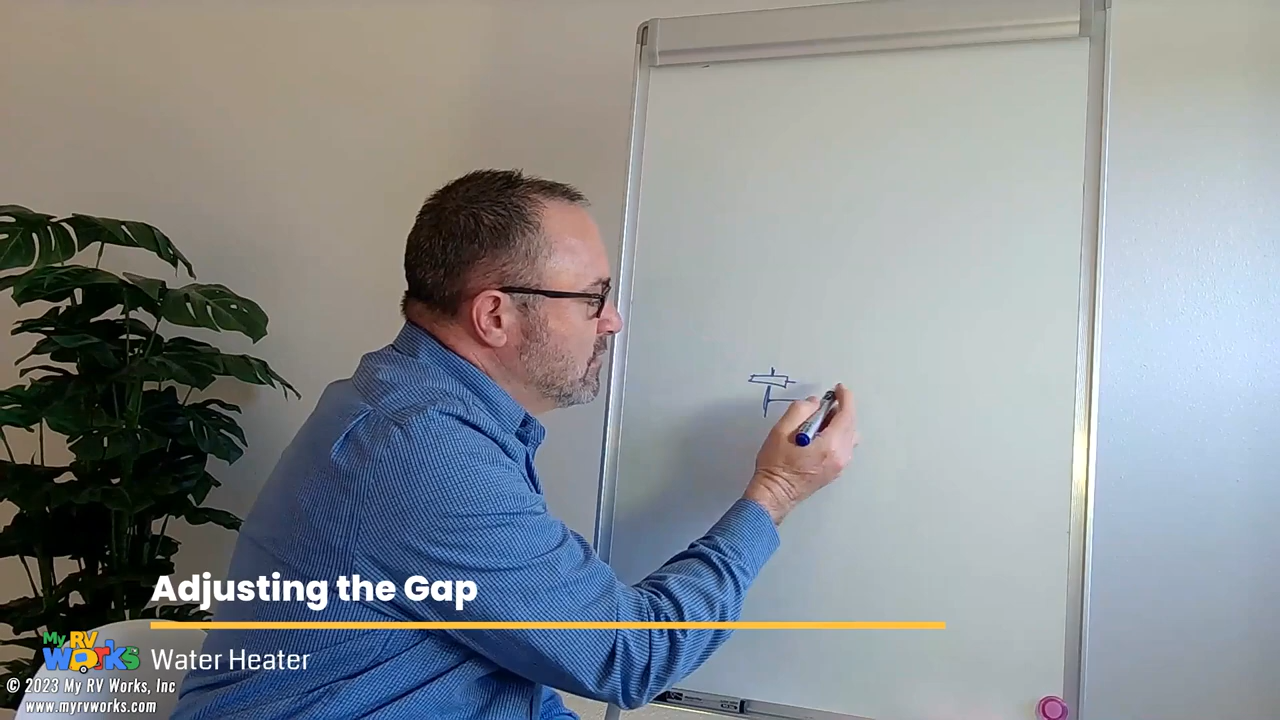 Adjusting the Gap
My RV
Works
Water Heater
© 2023 My RV Works, Inc
www.myrvworks.com